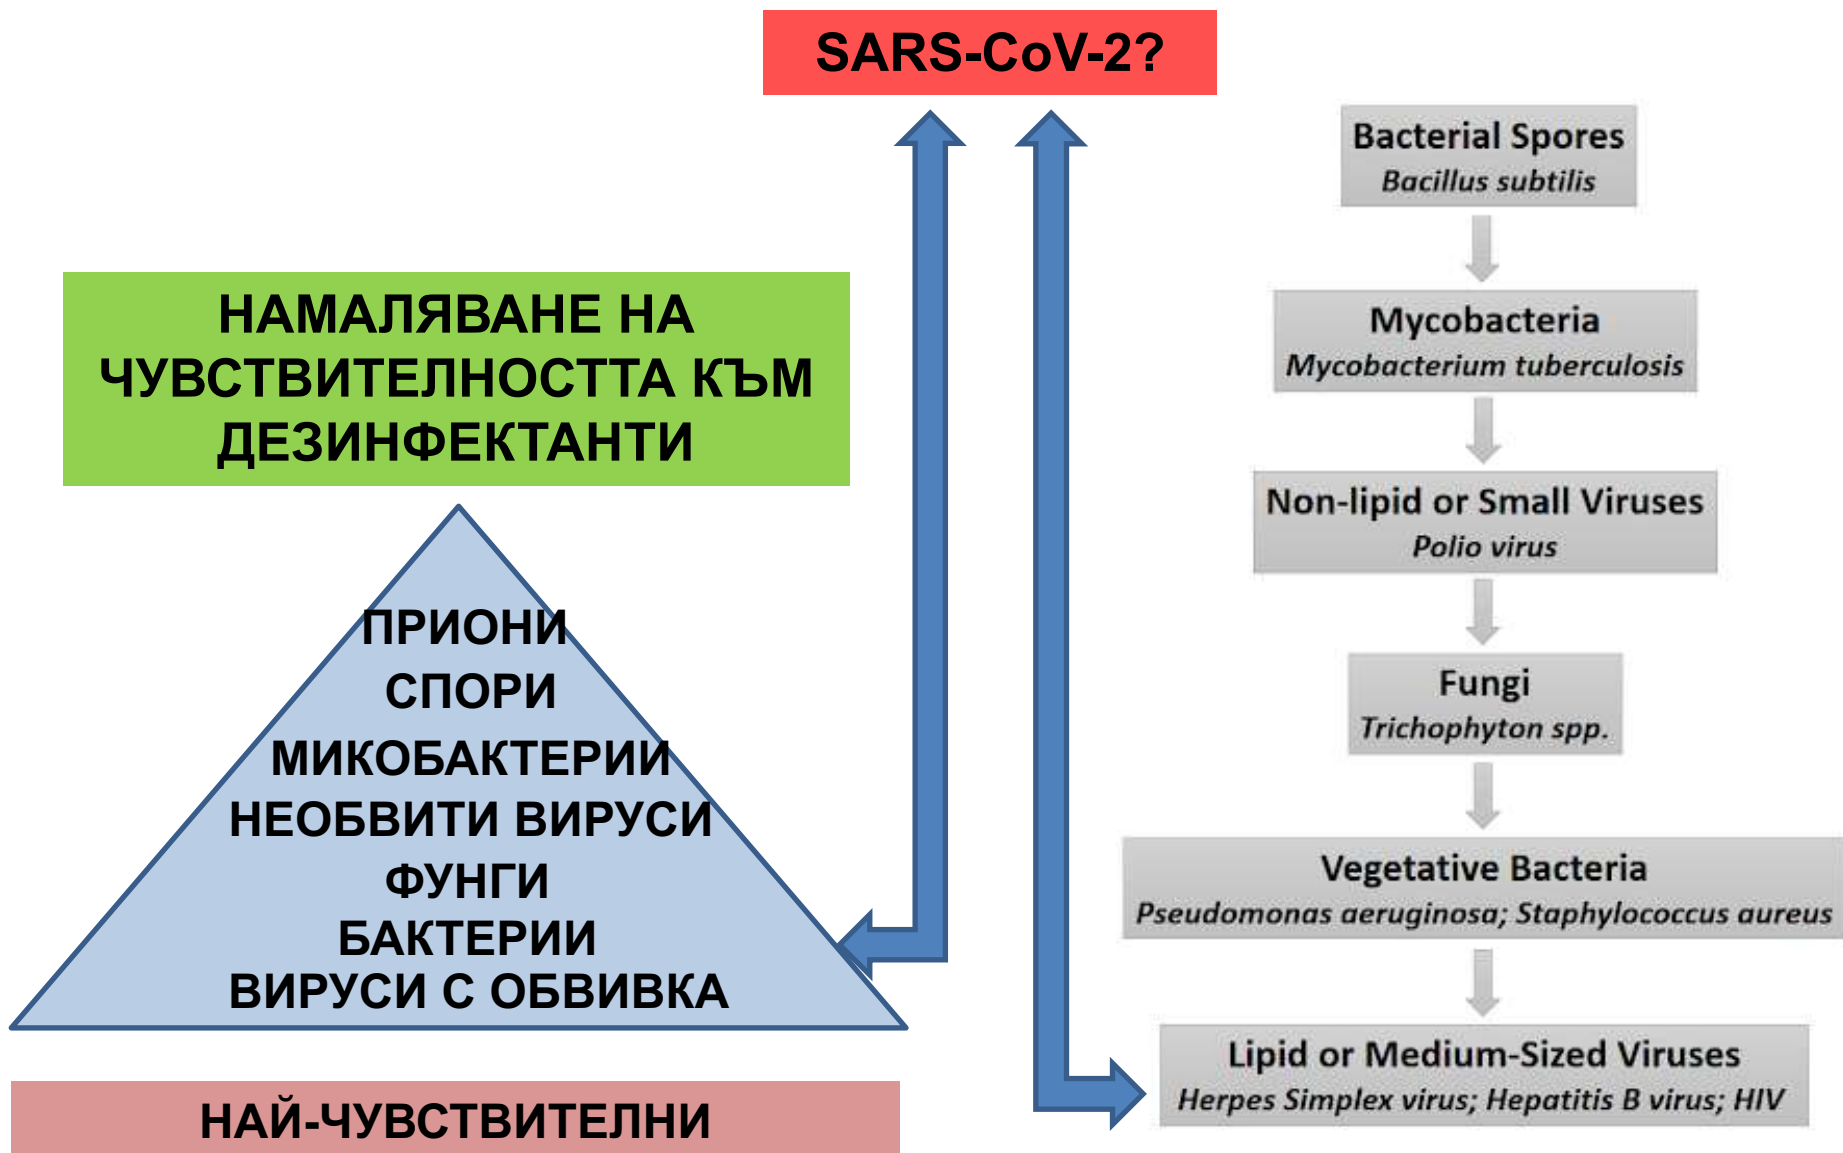 SARS-CoV-2?
НАМАЛЯВАНЕ НА
ЧУВСТВИТЕЛНОСТТА КЪМ
ДЕЗИНФЕКТАНТИ
ПРИОНИ
СПОРИ
МИКОБАКТЕРИИ
НЕОБВИТИ ВИРУСИ
ФУНГИ
БАКТЕРИИ
ВИРУСИ С ОБВИВКА
НАЙ-ЧУВСТВИТЕЛНИ
Bacterial Spores
Bacillus subtilis
Mycobacteria
Mycobacterium tuberculosis
Non-lipid or Small Viruses
Polio virus
Fungi
Trichophyton spp.
Vegetative Bacteria
Pseudomonas aeruginosa; Staphylococcus aureus
Lipid or Medium-Sized Viruses
Herpes Simplex virus; Hepatitis B virus; HIV